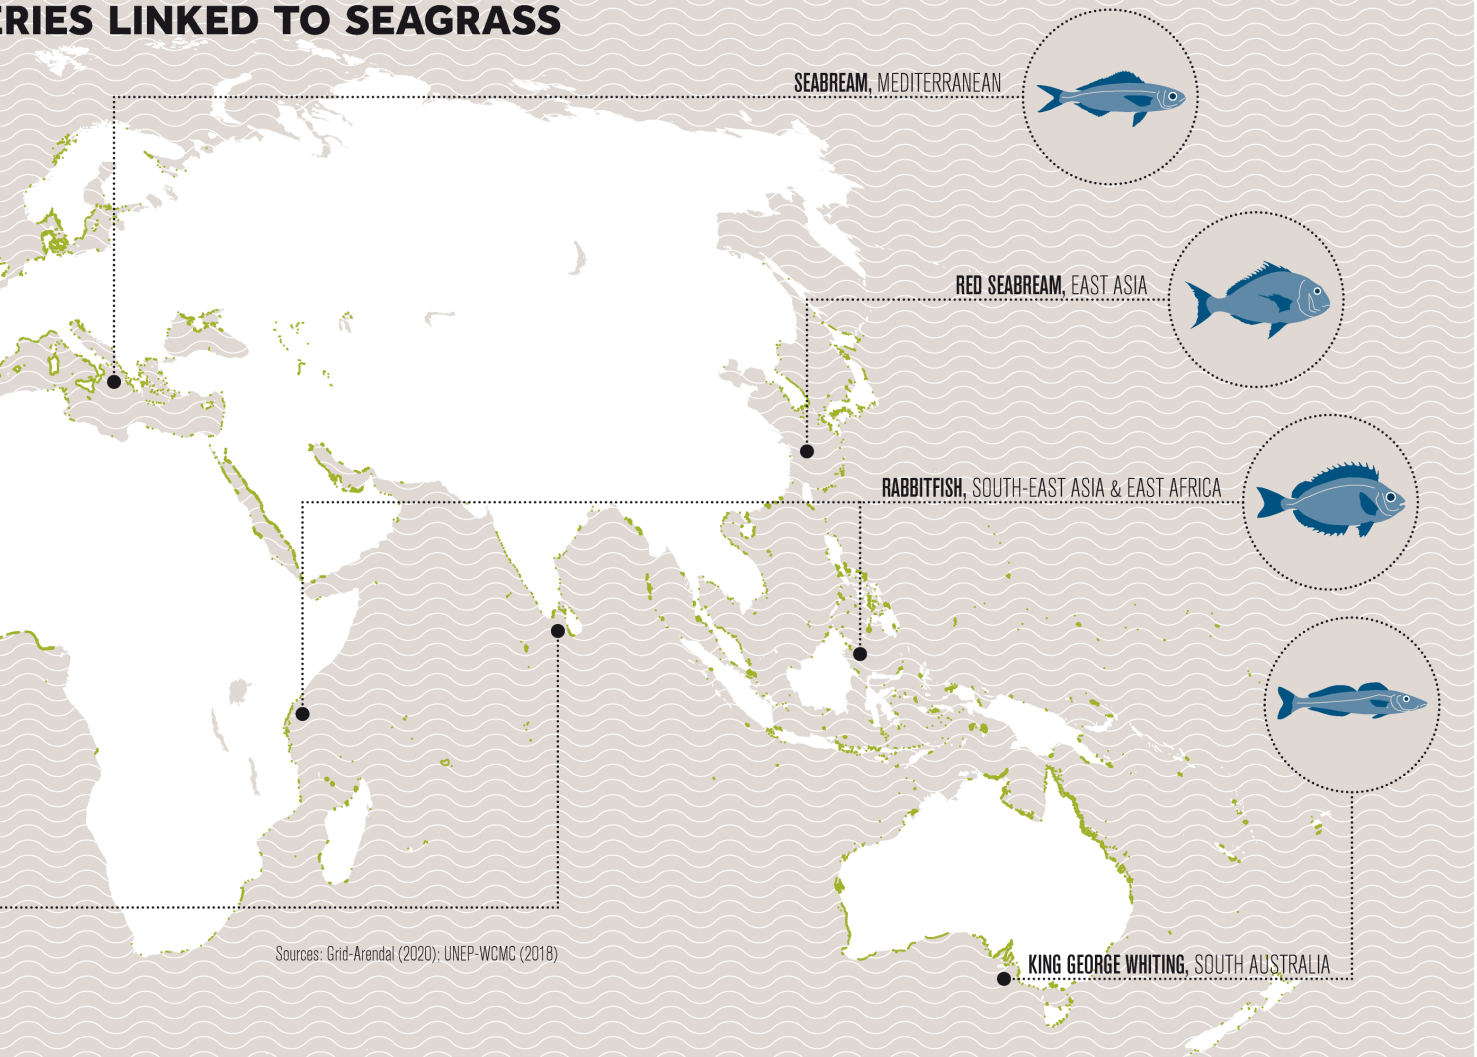 ERIES LINKED TO SEAGRASS
SEABREAM, MEDITERRANEAN
RED SEABREAM, EAST ASIA
RABBITFISH, SOUTH-EAST ASIA & EAST AFRICA
Sources: Grid-Arendal (2020); UNEP-WCMC (2018)
KING GEORGE WHITING, SOUTH AUSTRALIA